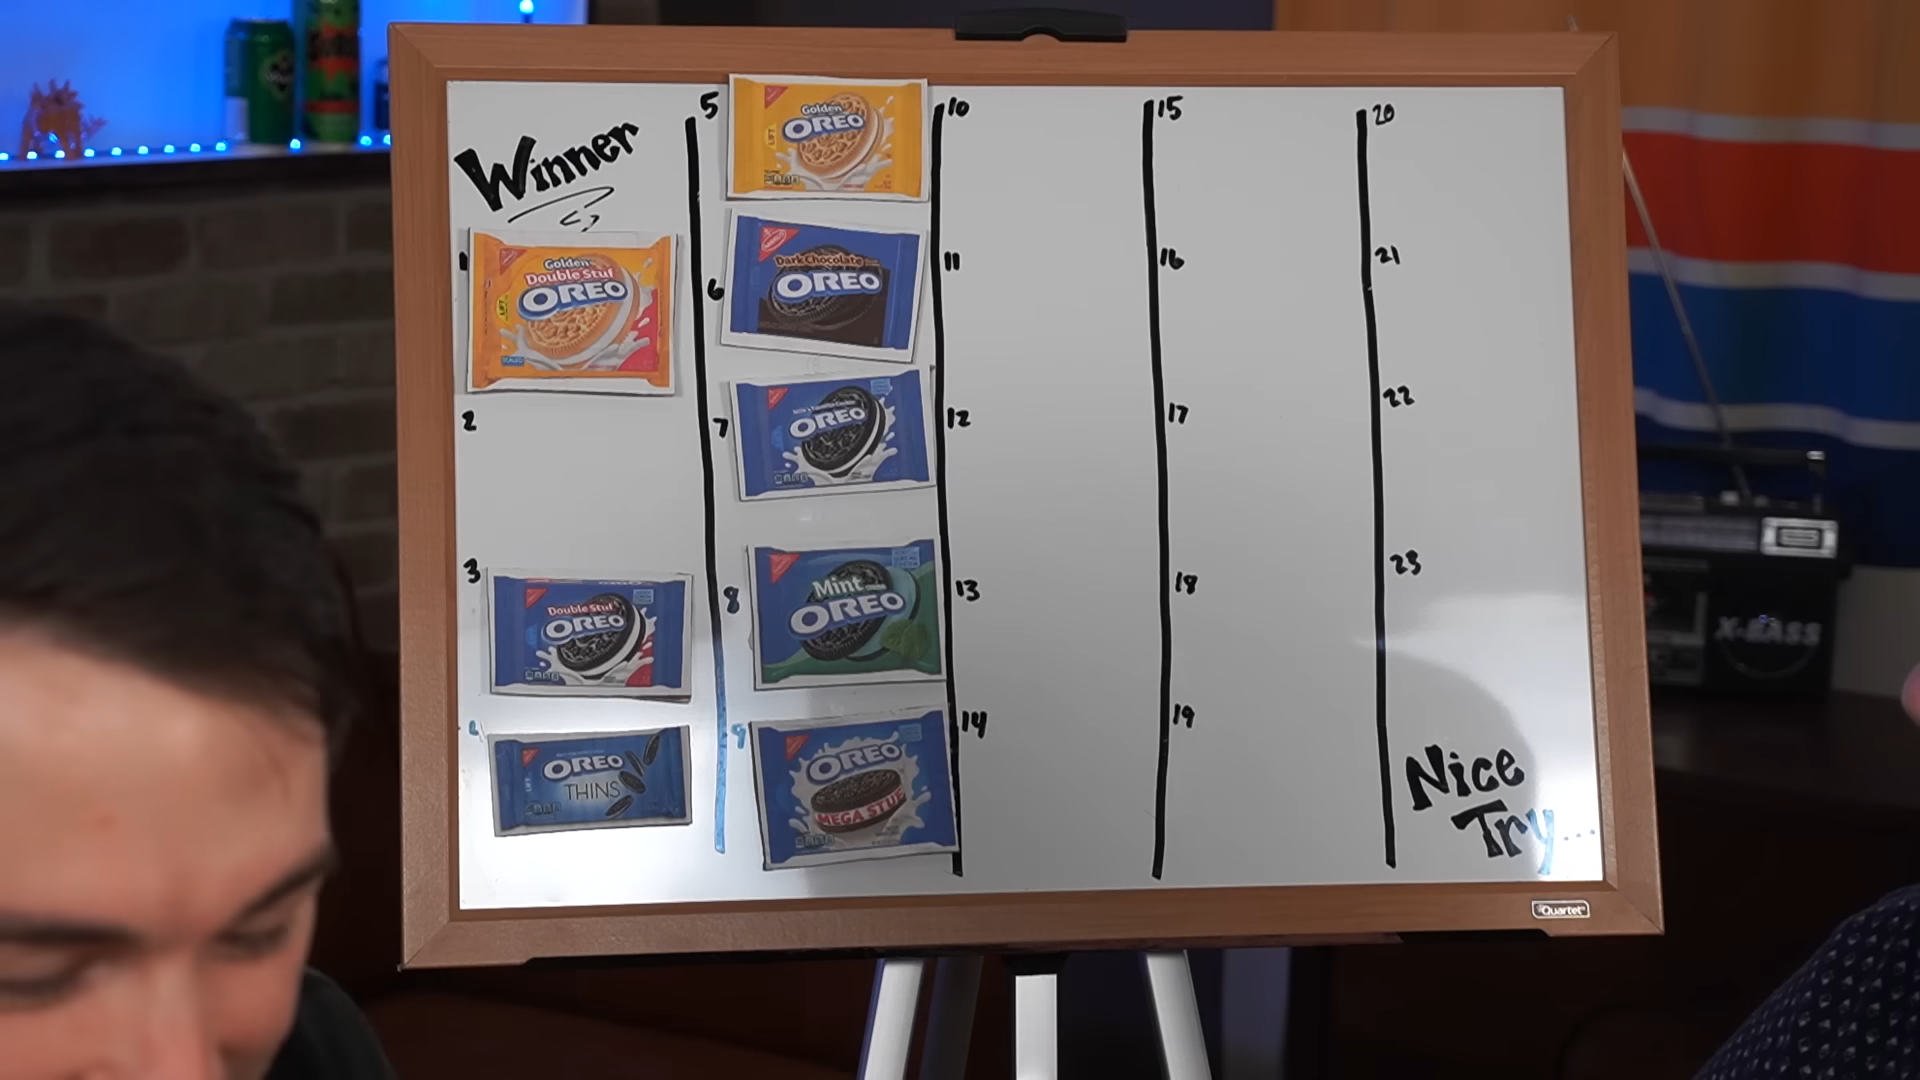 Winner
1
Golden
Double Stuf
OREO
2
3
Double Stuf
OREO
OREO
THINS
5
Golden
OREO
6
Dark Chocolate
OREO
7
OREO
8
Mint
OREO
9
OREO
MEGA STUF
10
11
12
13
14
15
16
17
18
19
20
21
22
23
Nice
Try...
Quartet
X-BASS